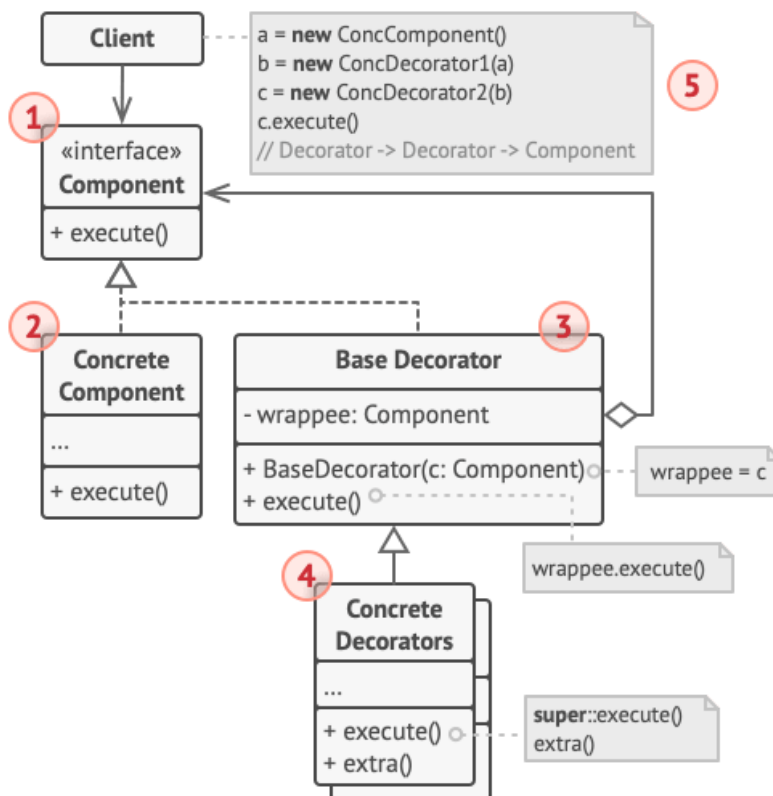 Client
a = new ConcComponent()
b = new ConcDecorator1(a)
c = new ConcDecorator2(b)
c.execute()
// Decorator -> Decorator -> Component
5
1
«interface»
Component
+ execute()
2
Concrete
Component
...
+ execute()
3
Base Decorator
- wrappee: Component
+ BaseDecorator(c: Component)
+ execute()
wrappee = c
wrappee.execute()
4
Concrete
Decorators
...
+ execute()
+ extra()
super::execute()
extra()